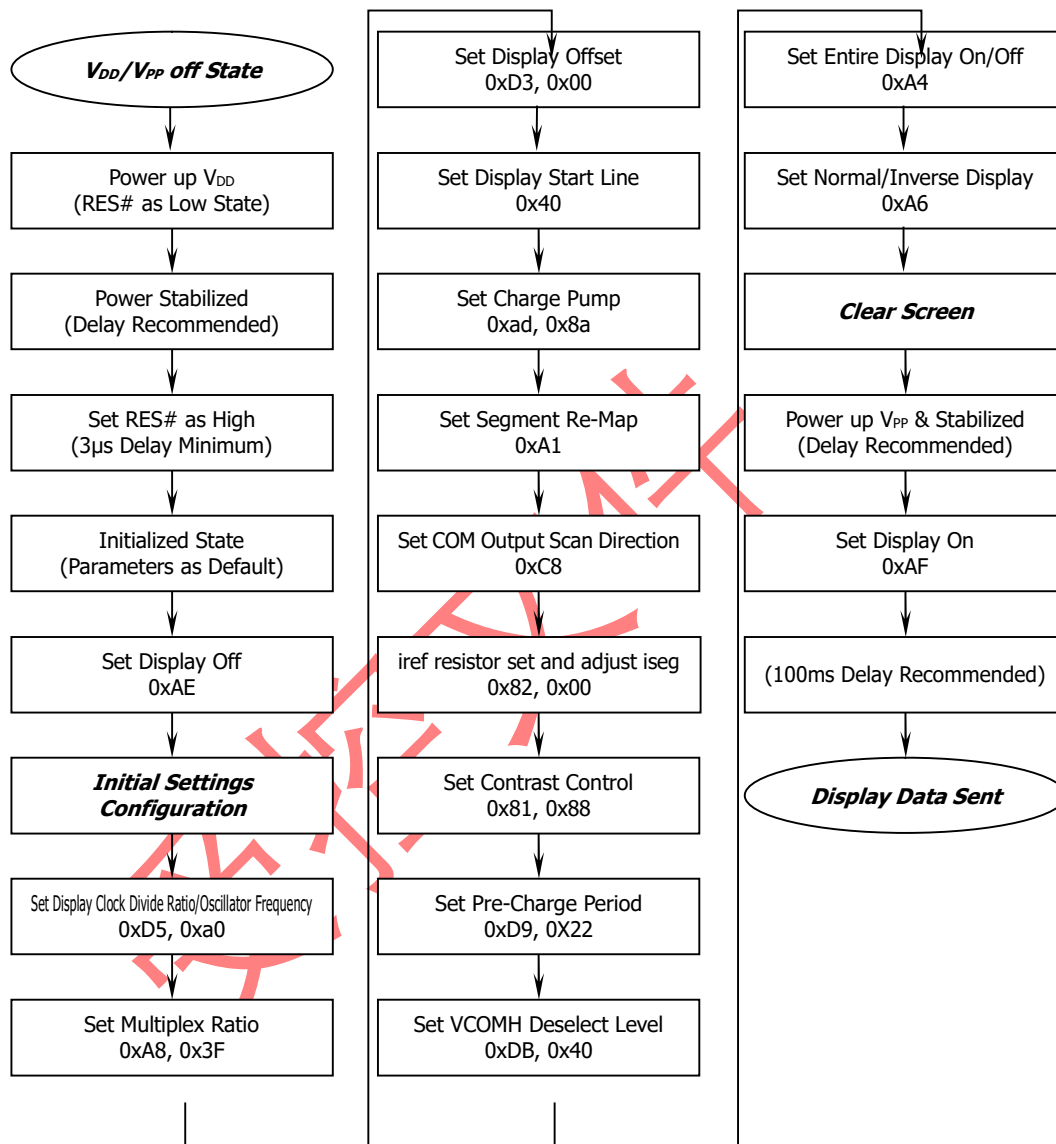 V_DD/V_PP off State
Power up V_DD
(RES# as Low State)
Power Stabilized
(Delay Recommended)
Set RES# as High
(3μs Delay Minimum)
Initialized State
(Parameters as Default)
Set Display Off
0xAE
Initial Settings
Configuration
Set Display Clock Divide Ratio/Oscillator Frequency
0xD5, 0xa0
Set Multiplex Ratio
0xA8, 0x3F
Set Display Offset
0xD3, 0x00
Set Display Start Line
0x40
Set Charge Pump
0xad, 0x8a
Set Segment Re-Map
0xA1
Set COM Output Scan Direction
0xC8
iref resistor set and adjust iseg
0x82, 0x00
Set Contrast Control
0x81, 0x88
Set Pre-Charge Period
0xD9, 0X22
Set VCOMH Deselect Level
0xDB, 0x40
Set Entire Display On/Off
0xA4
Set Normal/Inverse Display
0xA6
Clear Screen
Power up V_PP & Stabilized
(Delay Recommended)
Set Display On
0xAF
(100ms Delay Recommended)
Display Data Sent